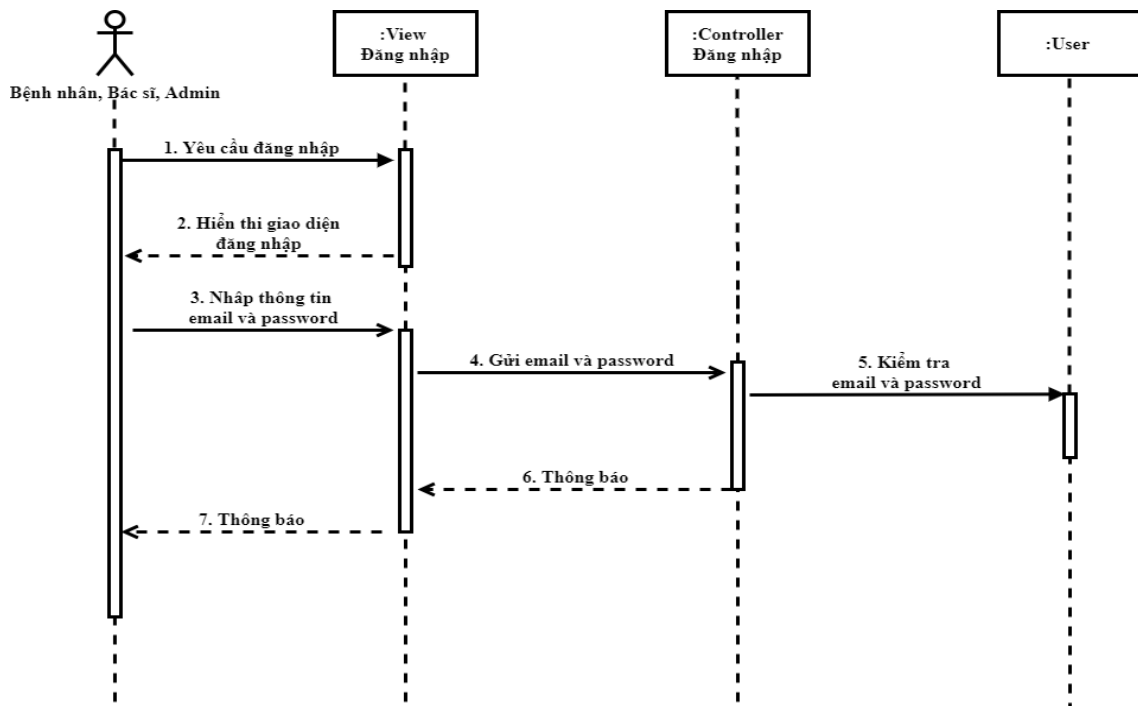 :View
Đăng nhập
:Controller
Đăng nhập
:User
Bệnh nhân, Bác sĩ, Admin
1. Yêu cầu đăng nhập
2. Hiển thi giao diện
đăng nhập
3. Nhâp thông tin
email và password
4. Gửi email và password
5. Kiểm tra
email và password
6. Thông báo
7. Thông báo